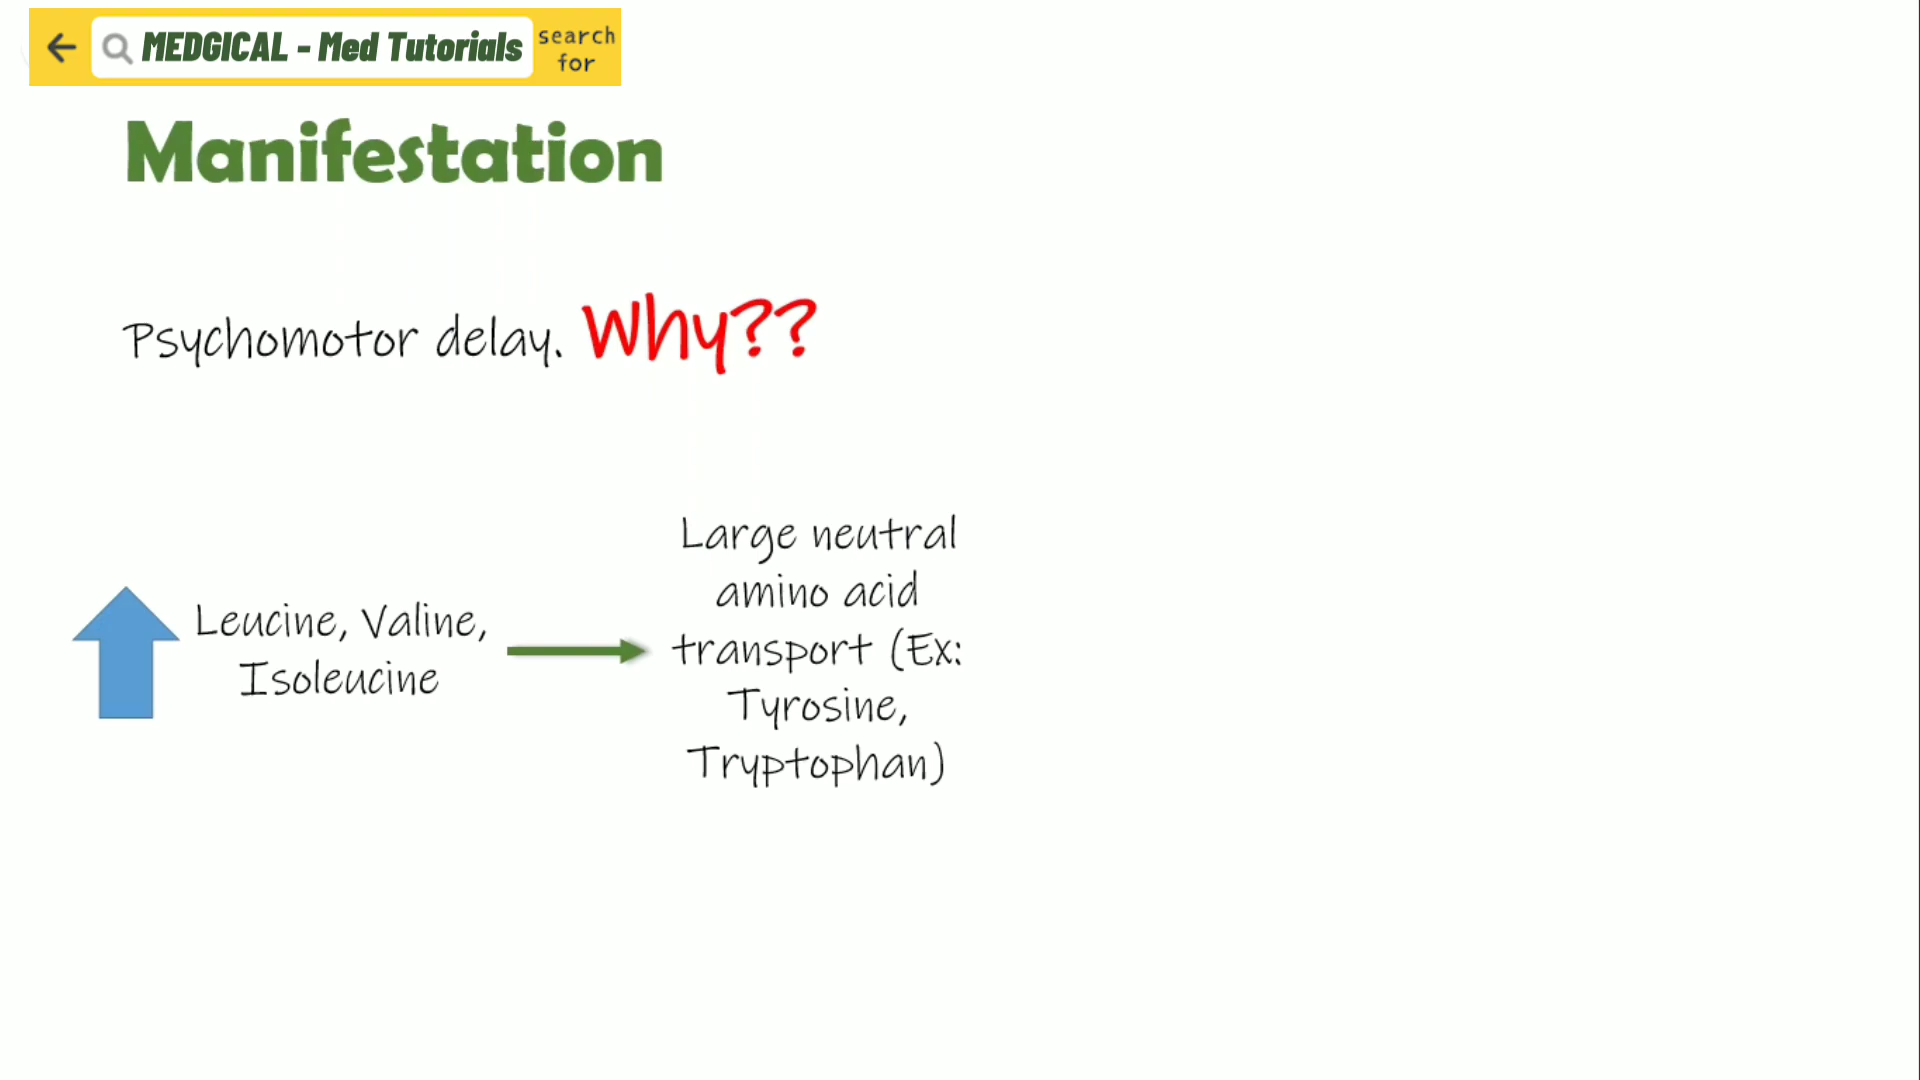 MEDGICAL - Med Tutorials
search
for
Manifestation
Psychomotor delay. Why??
Large neutral
amino acid
transport (Ex:
Tyrosine,
Tryptophan)
Leucine, Valine,
Isoleucine